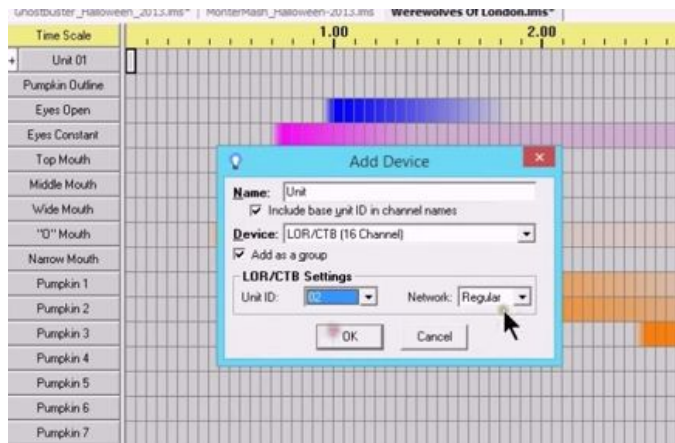 Ghostbuster_Halloween_2013.lms* | MonterMash_Halloween-2013.lms Werewolves Of London.lms*
Time Scale 1.00 2.00
+ Unit 01
Pumpkin Outline
Eyes Open
Eyes Constant
Top Mouth
Middle Mouth
Wide Mouth
"O" Mouth
Narrow Mouth
Pumpkin 1
Pumpkin 2
Pumpkin 3
Pumpkin 4
Pumpkin 5
Pumpkin 6
Pumpkin 7
Add Device
Name: Unit
Include base unit ID in channel names
Device: LOR/CTB (16 Channel)
Add as a group
LOR/CTB Settings
Unit ID: 02 Network: Regular
OK Cancel